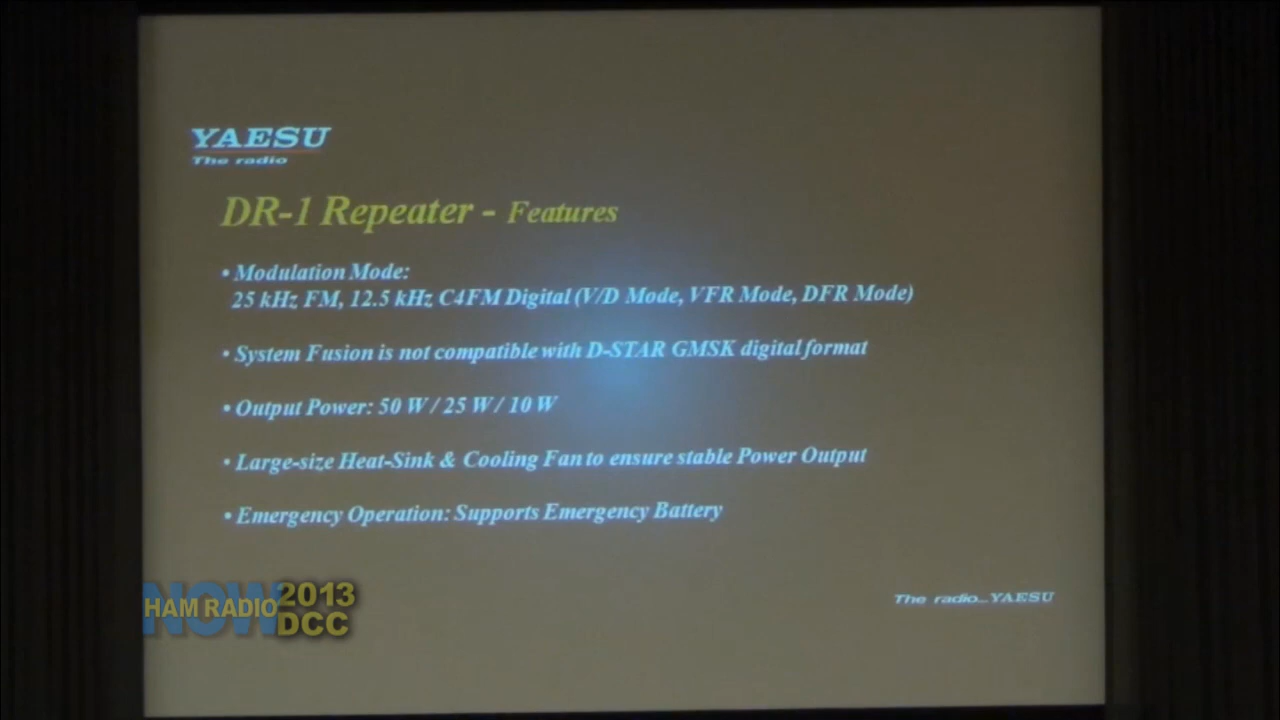 YAESU
The radio
DR-1 Repeater - Features
• Modulation Mode:
25 kHz FM, 12.5 kHz C4FM Digital (V/D Mode, VFR Mode, DFR Mode)
• System Fusion is not compatible with D-STAR GMSK digital format
• Output Power: 50 W / 25 W / 10 W
• Large-size Heat-Sink & Cooling Fan to ensure stable Power Output
• Emergency Operation: Supports Emergency Battery
The radio...YAESU
NOW
HAM RADIO
2013
DCC